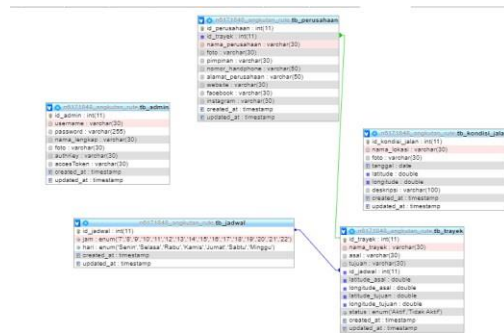 tb_perusahaan
id_perusahaan : int(11)
id_trayek : int(11)
nama_perusahaan : varchar(30)
foto : varchar(30)
pimpinan : varchar(30)
nomor_handphone : varchar(50)
alamat_perusahaan : varchar(50)
website : varchar(30)
facebook : varchar(30)
instagram : varchar(30)
created_at : timestamp
updated_at : timestamp
tb_admin
id_admin : int(11)
username : varchar(30)
password : varchar(255)
nama_lengkap : varchar(30)
foto : varchar(30)
authKey : varchar(30)
accesToken : varchar(30)
created_at : timestamp
updated_at : timestamp
tb_kondisi_jala
id_kondisi_jalan : int(11)
nama_lokasi : varchar(30)
foto : varchar(30)
tanggal : date
latitude : double
longitude : double
deskripsi : varchar(100)
created_at : timestamp
updated_at : timestamp
tb_jadwal
id_jadwal : int(11)
jam : enum('7','8','9','10','11','12','13','14','15','16','17','18','19','20','21','22')
hari : enum('Senin','Selasa','Rabu','Kamis','Jumat','Sabtu','Minggu')
created_at : timestamp
updated_at : timestamp
tb_trayek
id_trayek : int(11)
nama_trayek : varchar(30)
asal : varchar(30)
tujuan : varchar(30)
id_jadwal : int(11)
latitude_asal : double
longitude_asal : double
latitude_tujuan : double
longitude_tujuan : double
status : enum('Aktif','Tidak Aktif')
created_at : timestamp
updated_at : timestamp